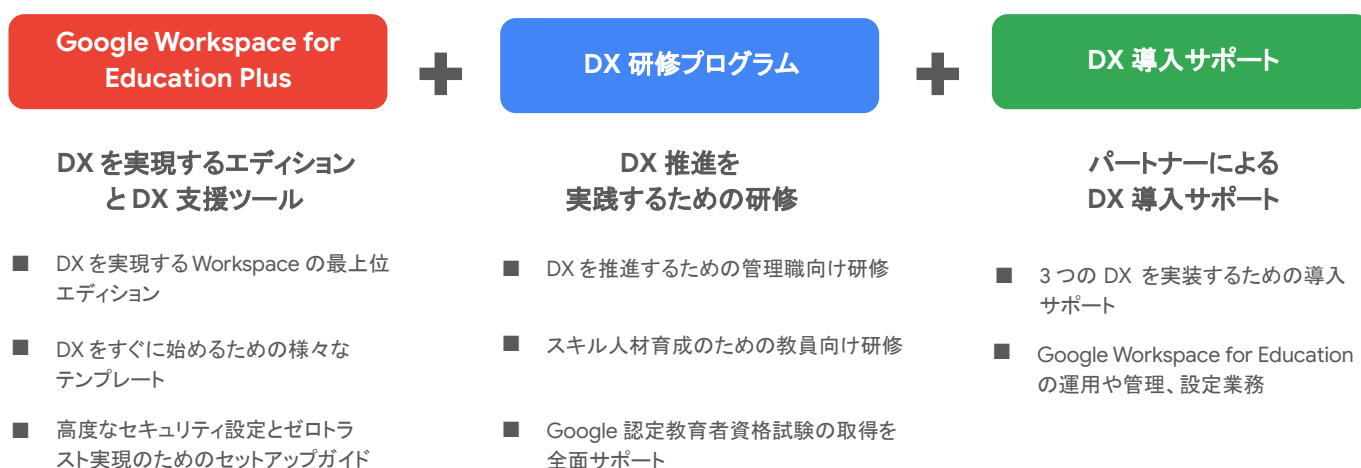 Google Workspace for
Education Plus
DX を実現するエディション
と DX 支援ツール
■ DX を実現する Workspace の最上位
エディション
■ DX をすぐに始めるための様々な
テンプレート
■ 高度なセキュリティ設定とゼロトラ
スト実現のためのセットアップガイド
+
DX 研修プログラム
DX 推進を
実践するための研修
■ DX を推進するための管理職向け研修
■ スキル人材育成のための教員向け研修
■ Google 認定教育者資格試験の取得を
全面サポート
+
DX 導入サポート
パートナーによる
DX 導入サポート
■ 3 つの DX を実装するための導入
サポート
■ Google Workspace for Education
の運用や管理、設定業務